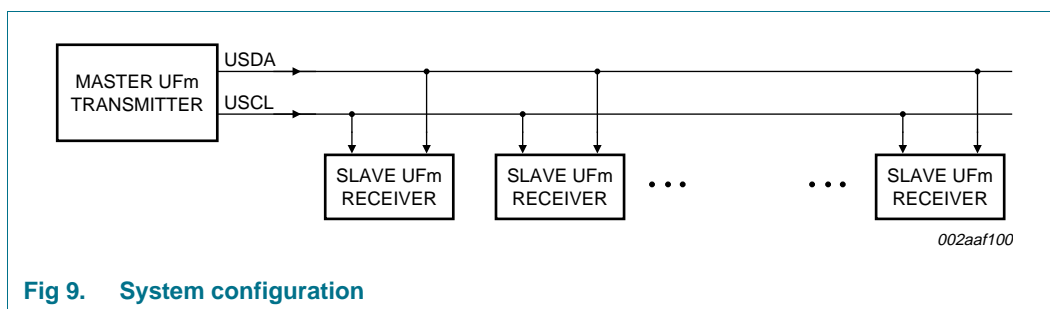 USDA
MASTER UFm
TRANSMITTER
USCL
SLAVE UFm
RECEIVER
SLAVE UFm
RECEIVER
SLAVE UFm
RECEIVER
002aaf100
Fig 9. System configuration